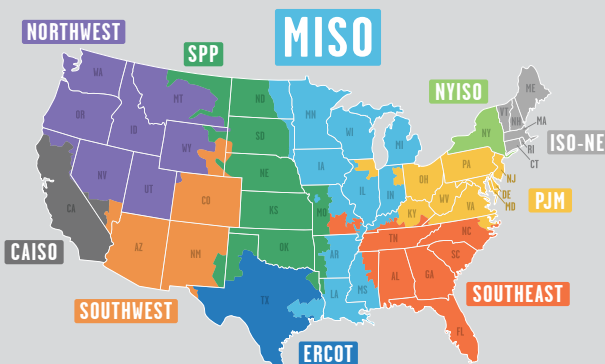 MISO
NORTHWEST
SPP
NYISO
ISO-NE
PJM
CAISO
SOUTHWEST
SOUTHEAST
ERCOT
WA
OR
ID
MT
WY
NV
UT
CA
AZ
NM
CO
ND
SD
NE
KS
OK
TX
MN
IA
MO
AR
LA
MS
WI
IL
IN
MI
OH
KY
WV
VA
PA
NJ
DE
MD
NY
VT
NH
ME
MA
RI
CT
TN
NC
SC
AL
GA
FL